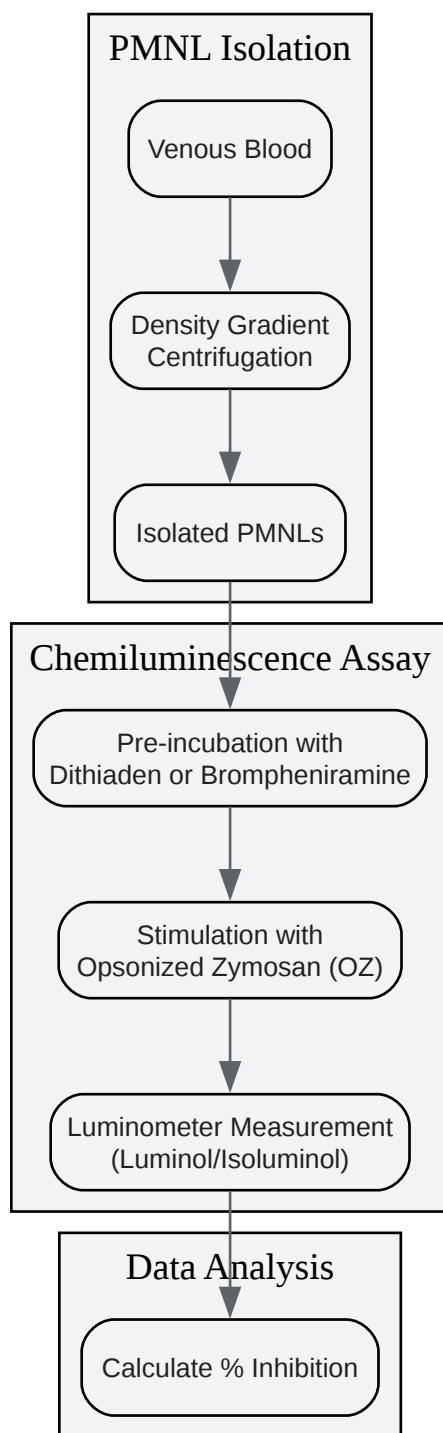 PMNL Isolation
Venous Blood
Density Gradient
Centrifugation
Isolated PMNLs
Chemiluminescence Assay
Pre-incubation with
Dithiaden or Brompheniramine
Stimulation with
Opsonized Zymosan (OZ)
Luminometer Measurement
(Luminol/Isoluminol)
Data Analysis
Calculate % Inhibition